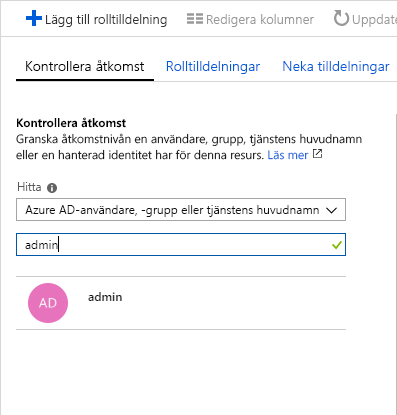 Lägg till rolltilldelning Redigera kolumner Uppdate
Kontrollera åtkomst Rolltilldelningar Neka tilldelningar
Kontrollera åtkomst
Granska åtkomstnivån en användare, grupp, tjänstens huvudnamn
eller en hanterad identitet har för denna resurs. Läs mer
Hitta
Azure AD-användare, -grupp eller tjänstens huvudnamn
admin
AD admin